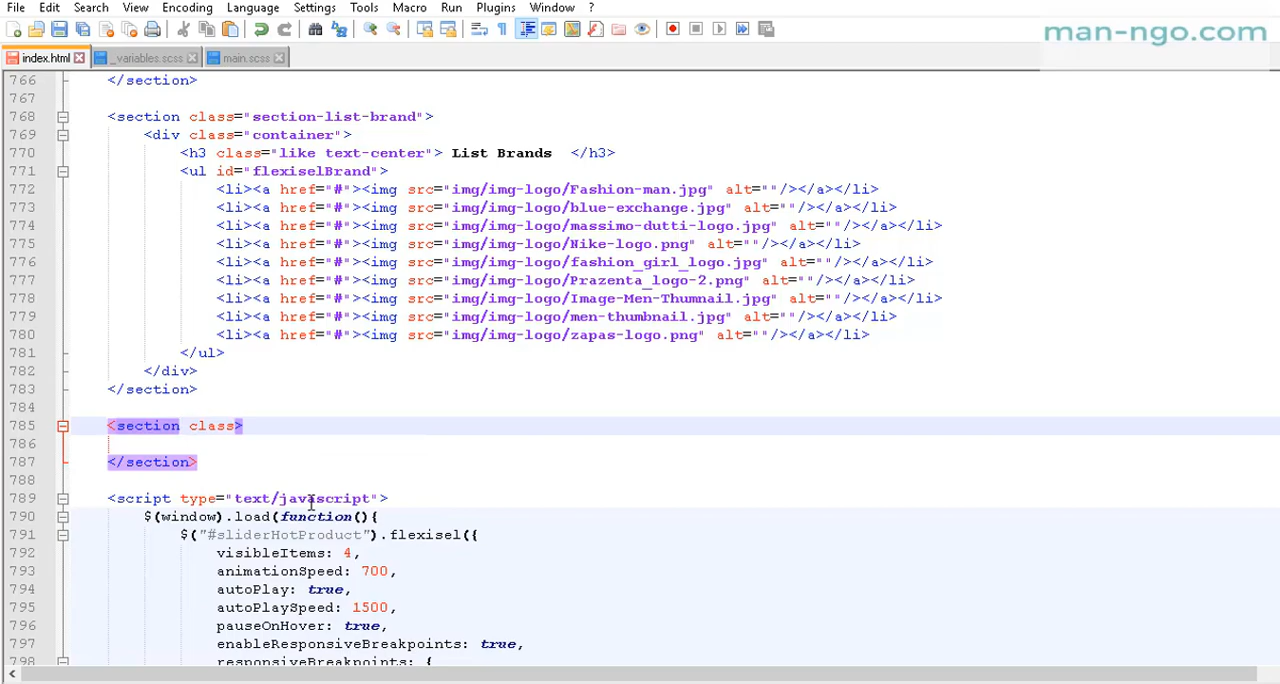 File Edit Search View Encoding Language Settings Tools Macro Run Plugins Window ?
man-ngo.com
index.html _variables.scss main.scss
766 </section>
767
768 <section class="section-list-brand">
769 <div class="container">
770 <h3 class="like text-center"> List Brands </h3>
771 <ul id="flexiselBrand">
772 <li><a href="#"><img src="img/img-logo/Fashion-man.jpg" alt=""/></a></li>
773 <li><a href="#"><img src="img/img-logo/blue-exchange.jpg" alt=""/></a></li>
774 <li><a href="#"><img src="img/img-logo/massimo-dutti-logo.jpg" alt=""/></a></li>
775 <li><a href="#"><img src="img/img-logo/Nike-logo.png" alt=""/></a></li>
776 <li><a href="#"><img src="img/img-logo/fashion_girl_logo.jpg" alt=""/></a></li>
777 <li><a href="#"><img src="img/img-logo/Prazenta_logo-2.png" alt=""/></a></li>
778 <li><a href="#"><img src="img/img-logo/Image-Men-Thumnail.jpg" alt=""/></a></li>
779 <li><a href="#"><img src="img/img-logo/men-thumbnail.jpg" alt=""/></a></li>
780 <li><a href="#"><img src="img/img-logo/zapas-logo.png" alt=""/></a></li>
781 </ul>
782 </div>
783 </section>
784
785 <section class>
786
787 </section>
788
789 <script type="text/javascript">
790 $(window).load(function(){
791 $("#sliderHotProduct").flexisel({
792 visibleItems: 4,
793 animationSpeed: 700,
794 autoPlay: true,
795 autoPlaySpeed: 1500,
796 pauseOnHover: true,
797 enableResponsiveBreakpoints: true,
798 responsiveBreakpoints: {